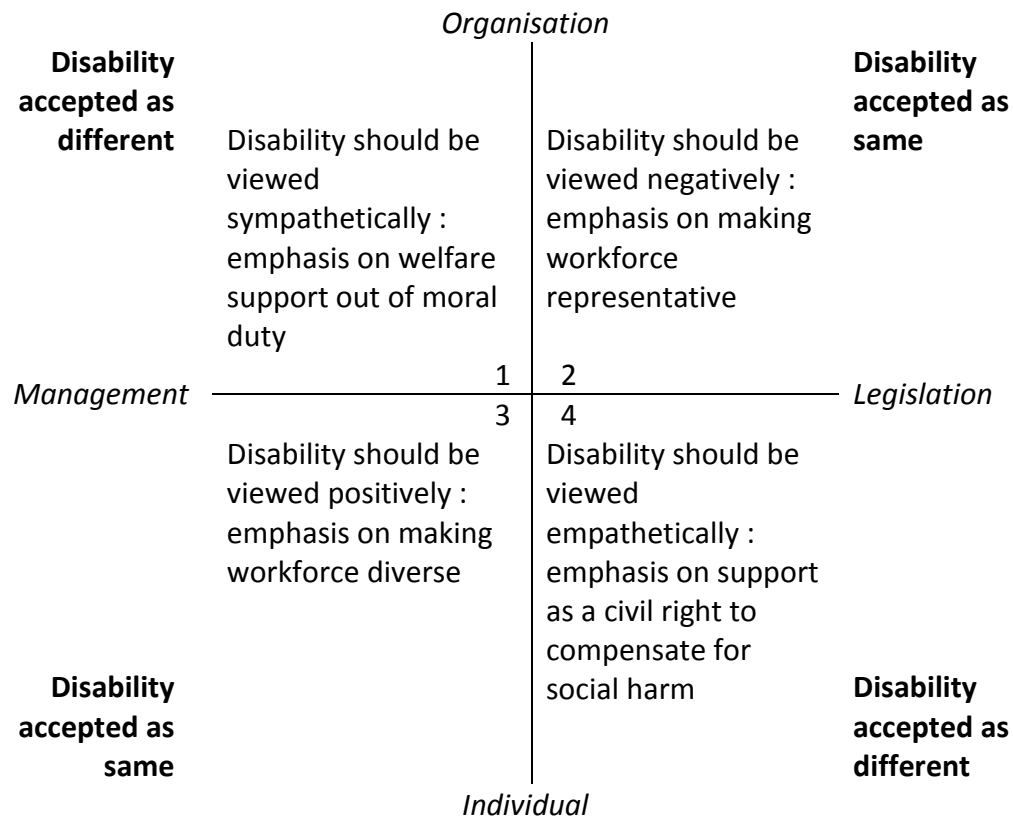 Organisation
Disability
accepted as
different
Disability
accepted as
same
Disability should be
viewed
sympathetically :
emphasis on welfare
support out of moral
duty
Disability should be
viewed negatively :
emphasis on making
workforce
representative
1
2
Management
Legislation
3
4
Disability should be
viewed positively :
emphasis on making
workforce diverse
Disability should be
viewed
empathetically :
emphasis on support
as a civil right to
compensate for
social harm
Disability
accepted as
same
Disability
accepted as
different
Individual